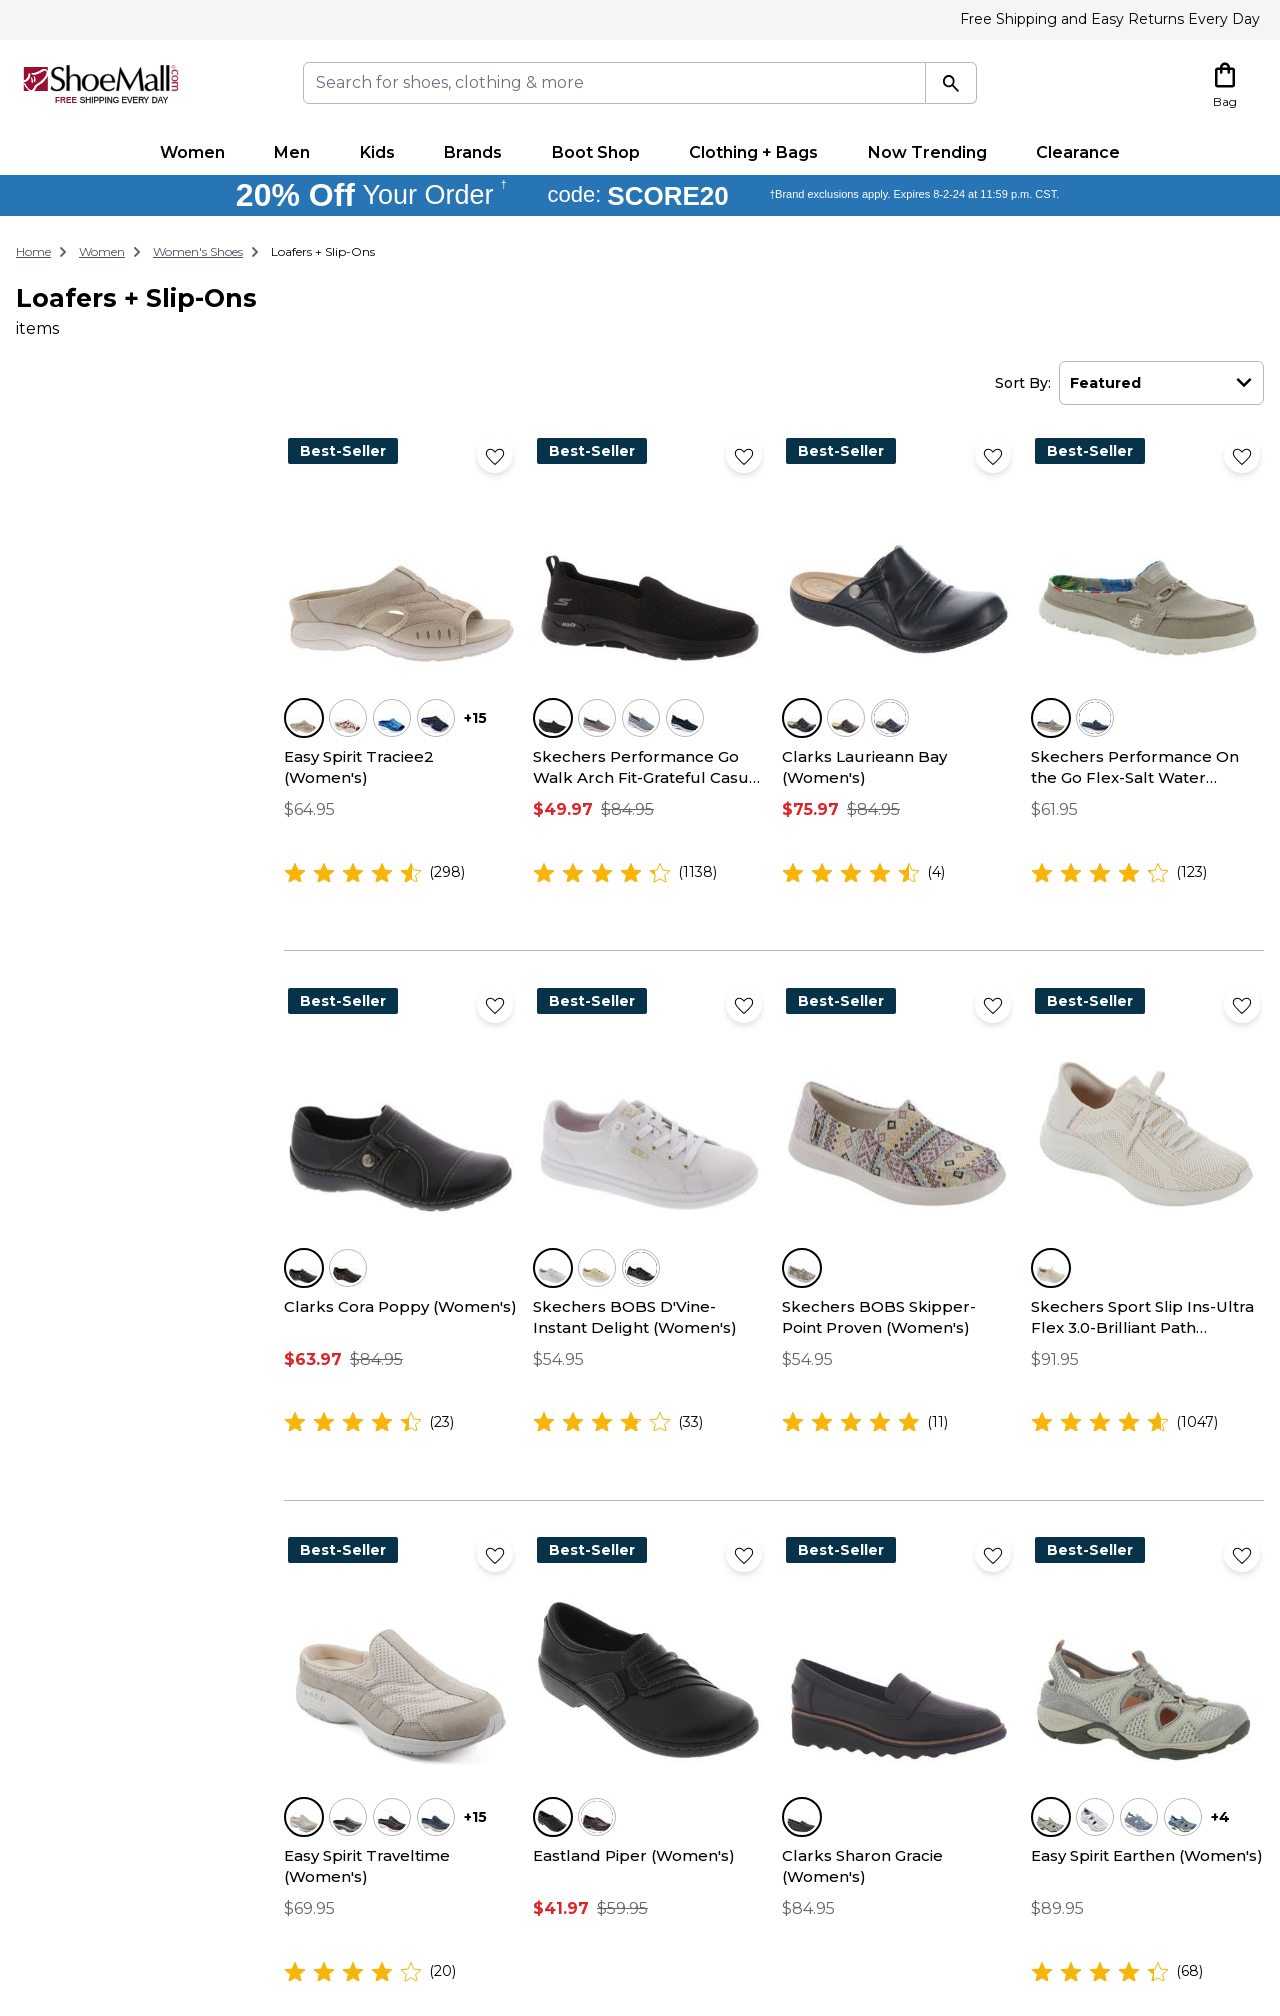 Free Shipping and Easy Returns Every Day
ShoeMall.com
FREE SHIPPING EVERY DAY
Search for shoes, clothing & more
Bag
Women Men Kids Brands Boot Shop Clothing + Bags Now Trending Clearance
20% Off Your Order † code: SCORE20 †Brand exclusions apply. Expires 8-2-24 at 11:59 p.m. CST.
Home Women Women's Shoes Loafers + Slip-Ons
Loafers + Slip-Ons
items
Sort By: Featured
Best-Seller Best-Seller Best-Seller Best-Seller
+15
Easy Spirit Traciee2 (Women's)
$64.95
(298)
Skechers Performance Go Walk Arch Fit-Grateful Casu...
$49.97 $84.95
(1138)
Clarks Laurieann Bay (Women's)
$75.97 $84.95
(4)
Skechers Performance On the Go Flex-Salt Water...
$61.95
(123)
Best-Seller Best-Seller Best-Seller Best-Seller
Clarks Cora Poppy (Women's)
$63.97 $84.95
(23)
Skechers BOBS D'Vine-Instant Delight (Women's)
$54.95
(33)
Skechers BOBS Skipper-Point Proven (Women's)
$54.95
(11)
Skechers Sport Slip Ins-Ultra Flex 3.0-Brilliant Path...
$91.95
(1047)
Best-Seller Best-Seller Best-Seller Best-Seller
+15
Easy Spirit Traveltime (Women's)
$69.95
(20)
Eastland Piper (Women's)
$41.97 $59.95
Clarks Sharon Gracie (Women's)
$84.95
+4
Easy Spirit Earthen (Women's)
$89.95
(68)